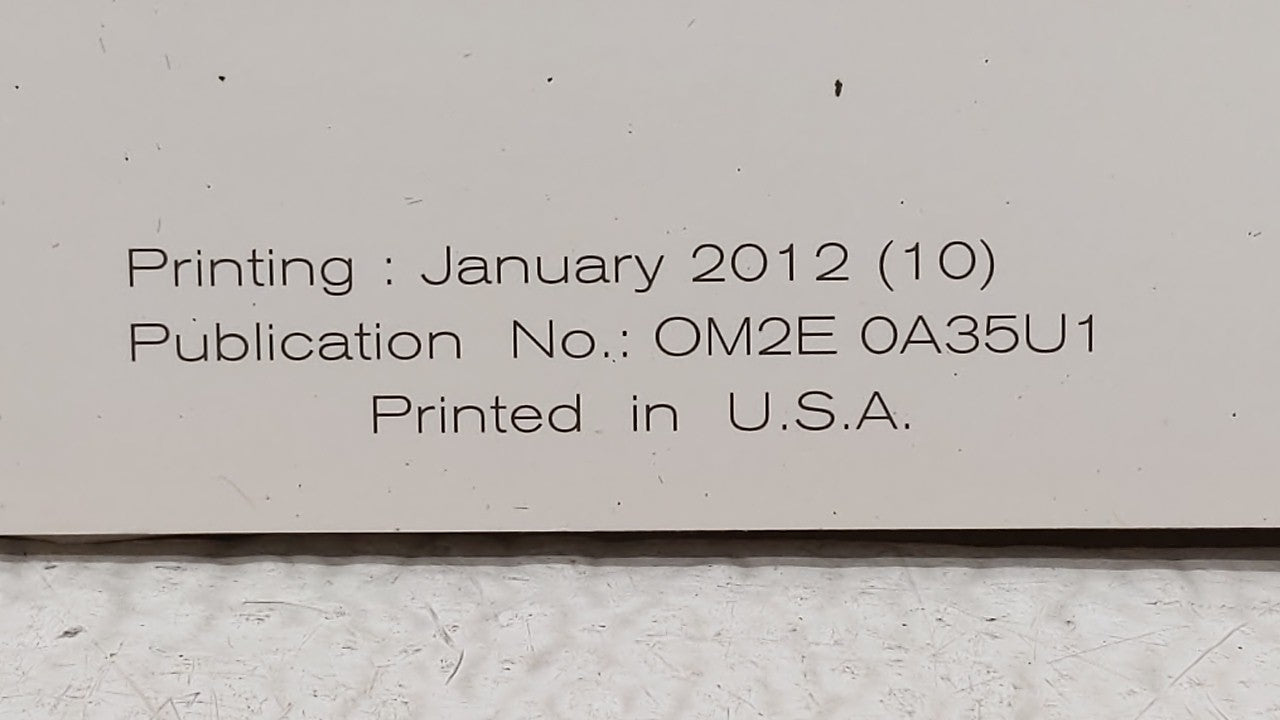 Printing : January 2012 (10)
Publication No.: OM2E 0A35U1
Printed in U.S.A.